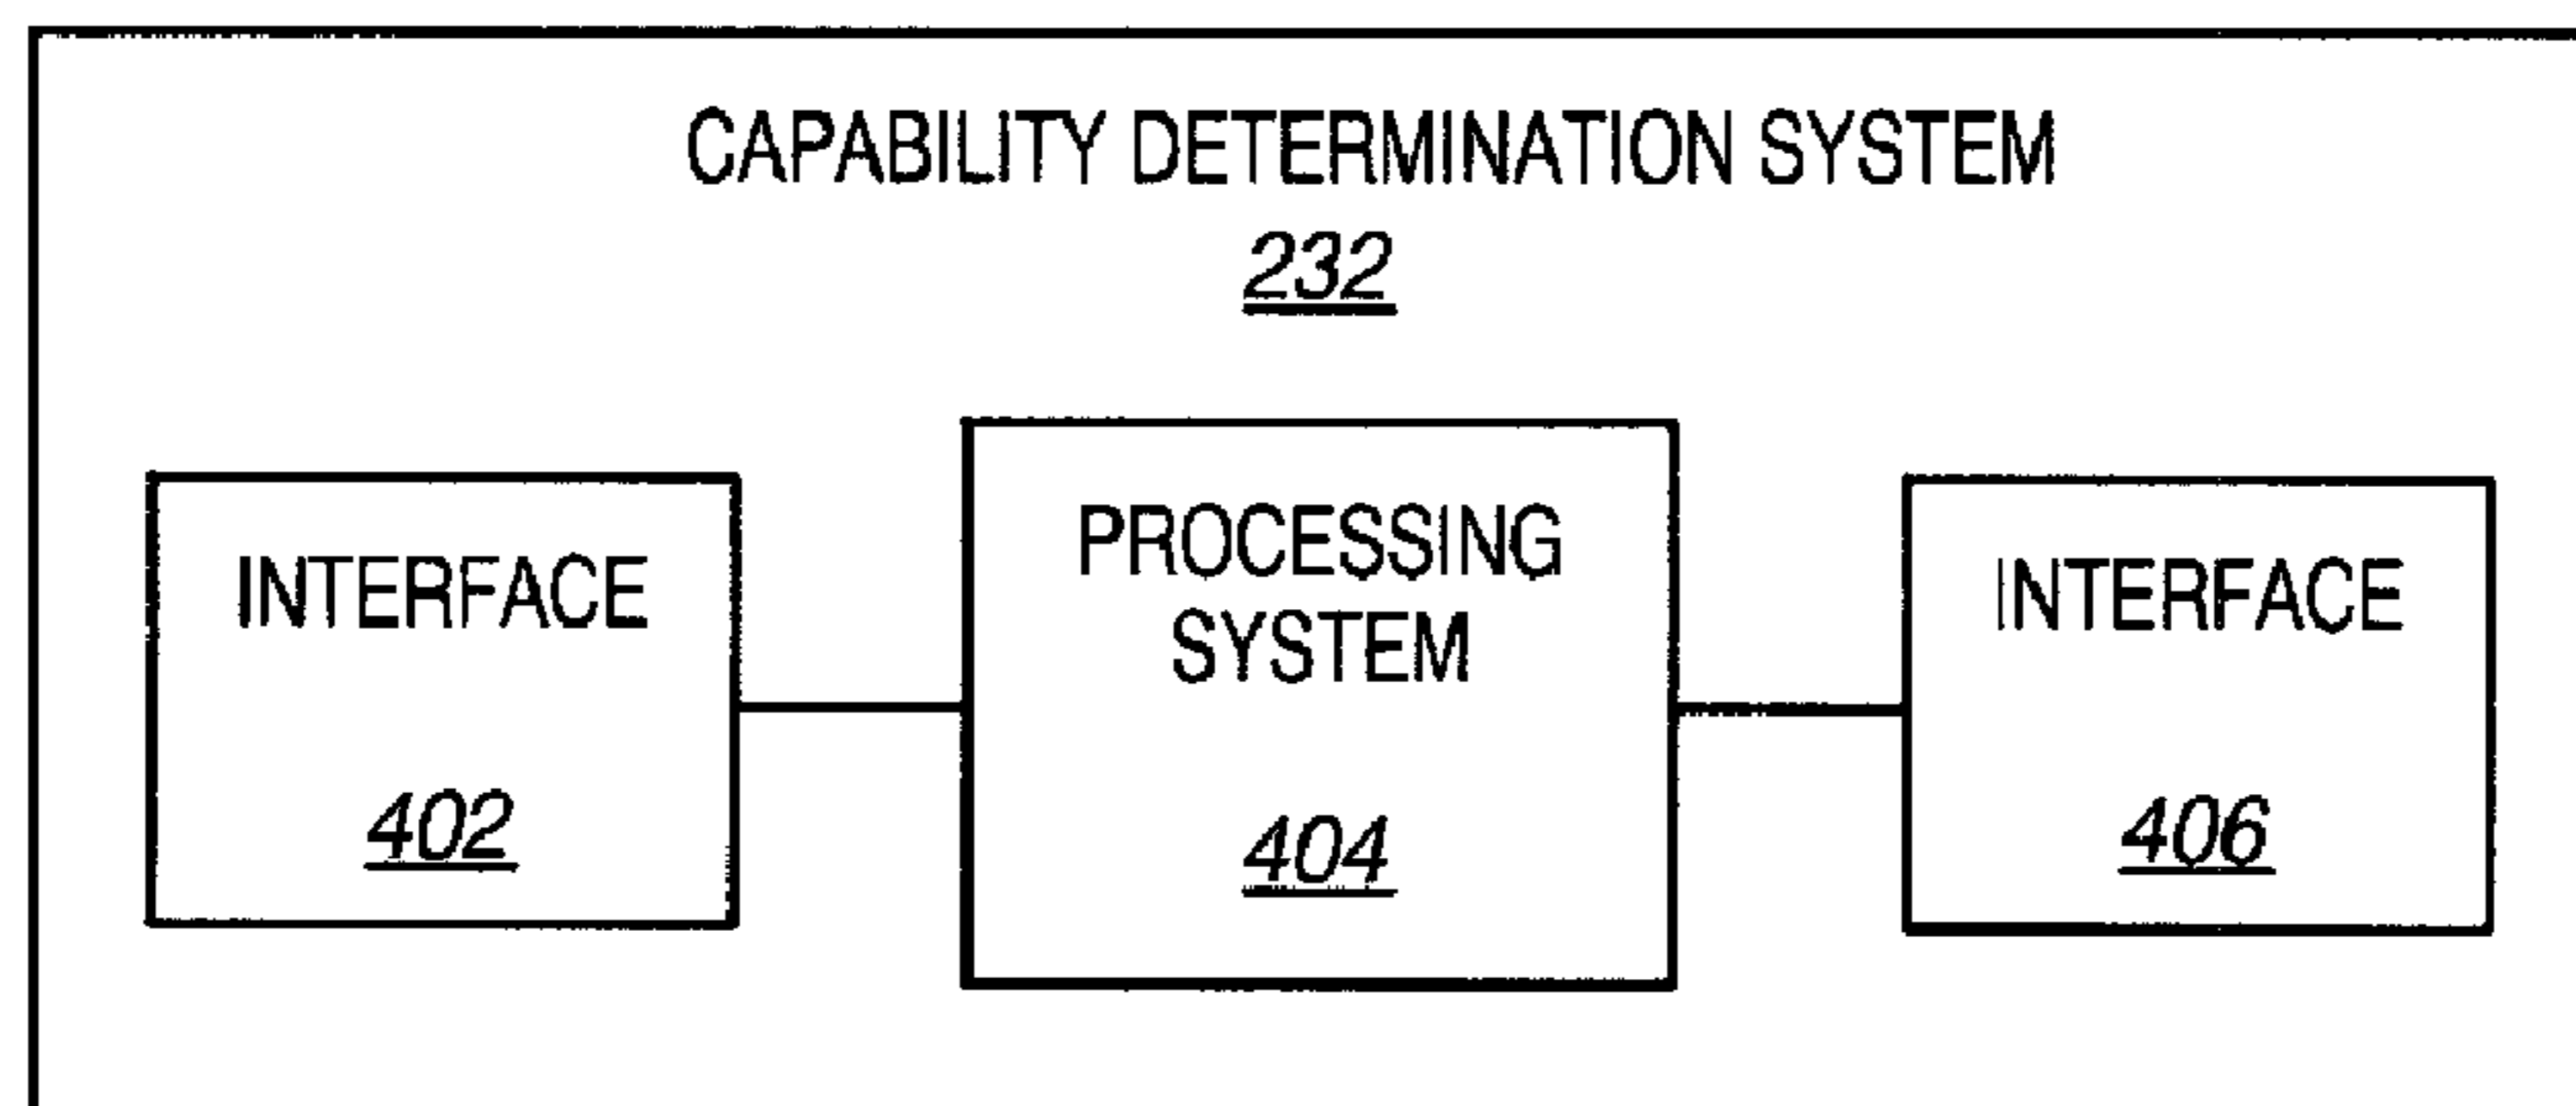 CAPABILITY DETERMINATION SYSTEM
232
INTERFACE
402
PROCESSING
SYSTEM
404
INTERFACE
406